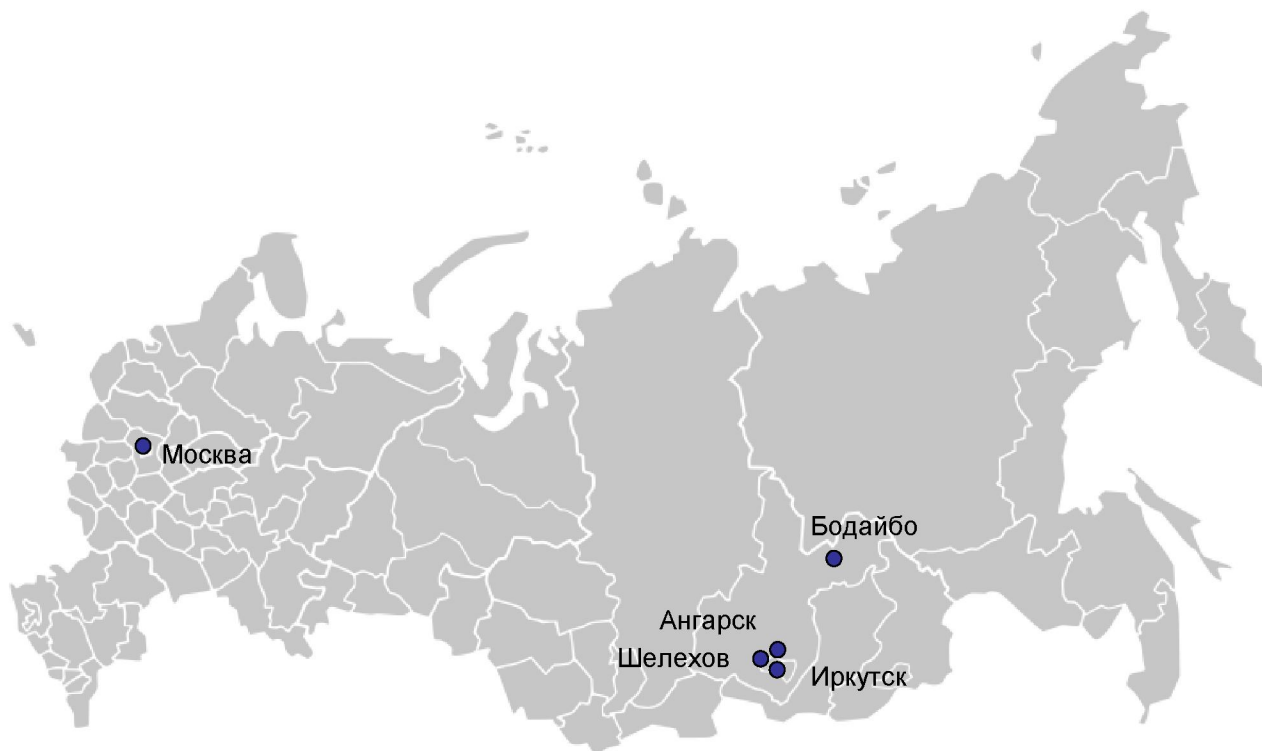 Москва
Бодайбо
Ангарск
Шелехов
Иркутск